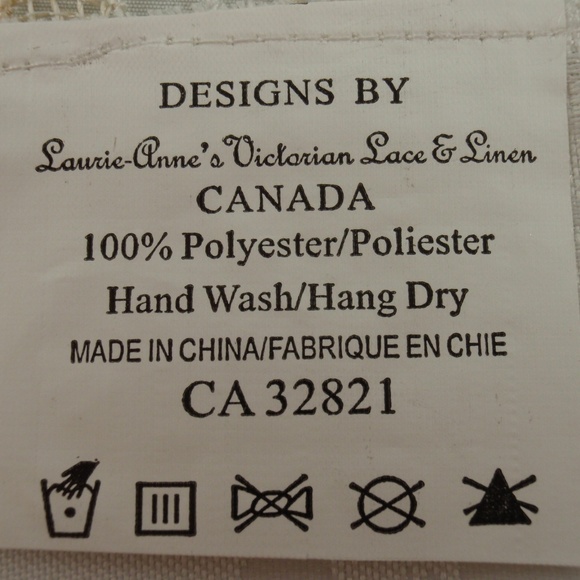 DESIGNS BY
Laurie-Anne's Victorian Lace & Linen
CANADA
100% Polyester/Poliester
Hand Wash/Hang Dry
MADE IN CHINA/FABRIQUE EN CHIE
CA 32821